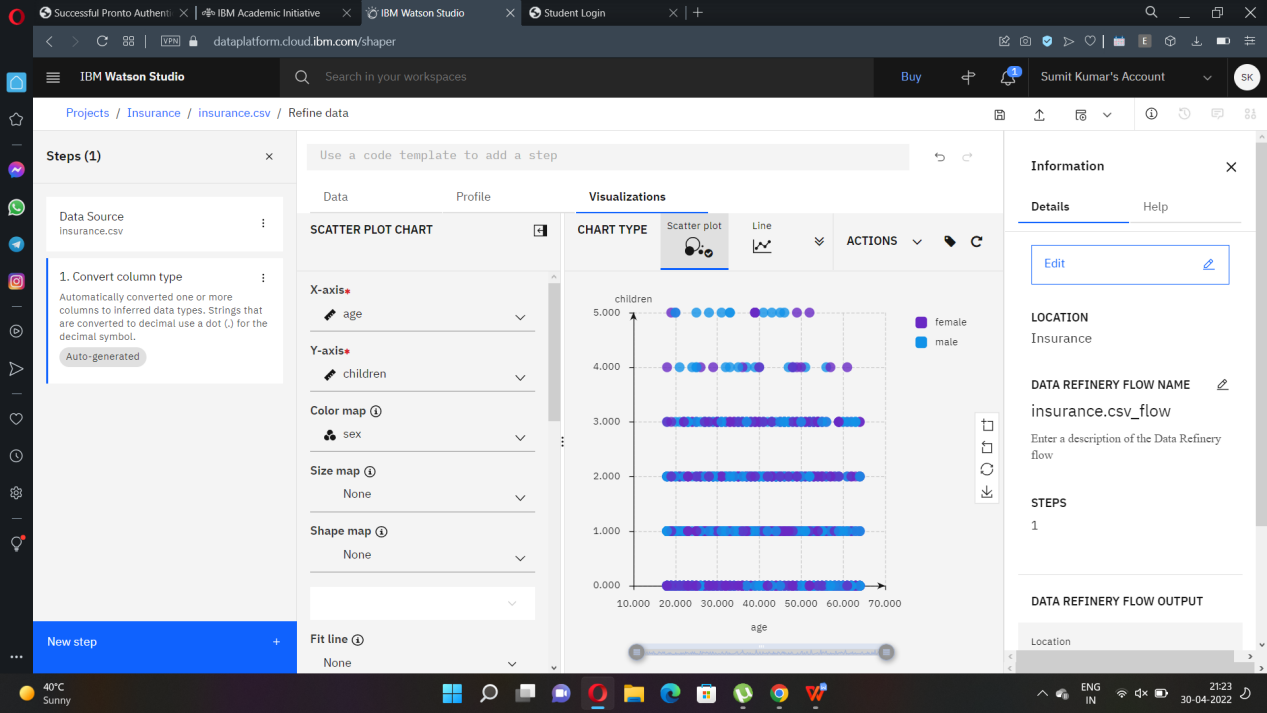 Successful Pronto Authenti
IBM Academic Initiative
IBM Watson Studio
Student Login
VPN
dataplatform.cloud.ibm.com/shaper
E
IBM Watson Studio
Search in your workspaces
Buy
1
Sumit Kumar's Account
SK
Projects / Insurance / insurance.csv / Refine data
Steps (1)
Data Source
insurance.csv
1. Convert column type
Automatically converted one or more
columns to inferred data types. Strings that
are converted to decimal use a dot (.) for the
decimal symbol.
Auto-generated
New step +
Use a code template to add a step
Data
Profile
Visualizations
SCATTER PLOT CHART
X-axis*
age
Y-axis*
children
Color map
sex
Size map
None
Shape map
None
Fit line
None
CHART TYPE
Scatter plot
Line
ACTIONS
children
5.000
4.000
3.000
2.000
1.000
0.000
10.000 20.000 30.000 40.000 50.000 60.000 70.000
age
female
male
Information
Details
Help
Edit
LOCATION
Insurance
DATA REFINERY FLOW NAME
insurance.csv_flow
Enter a description of the Data Refinery
flow
STEPS
1
DATA REFINERY FLOW OUTPUT
Location
40°C
Sunny
ENG
IN
21:23
30-04-2022